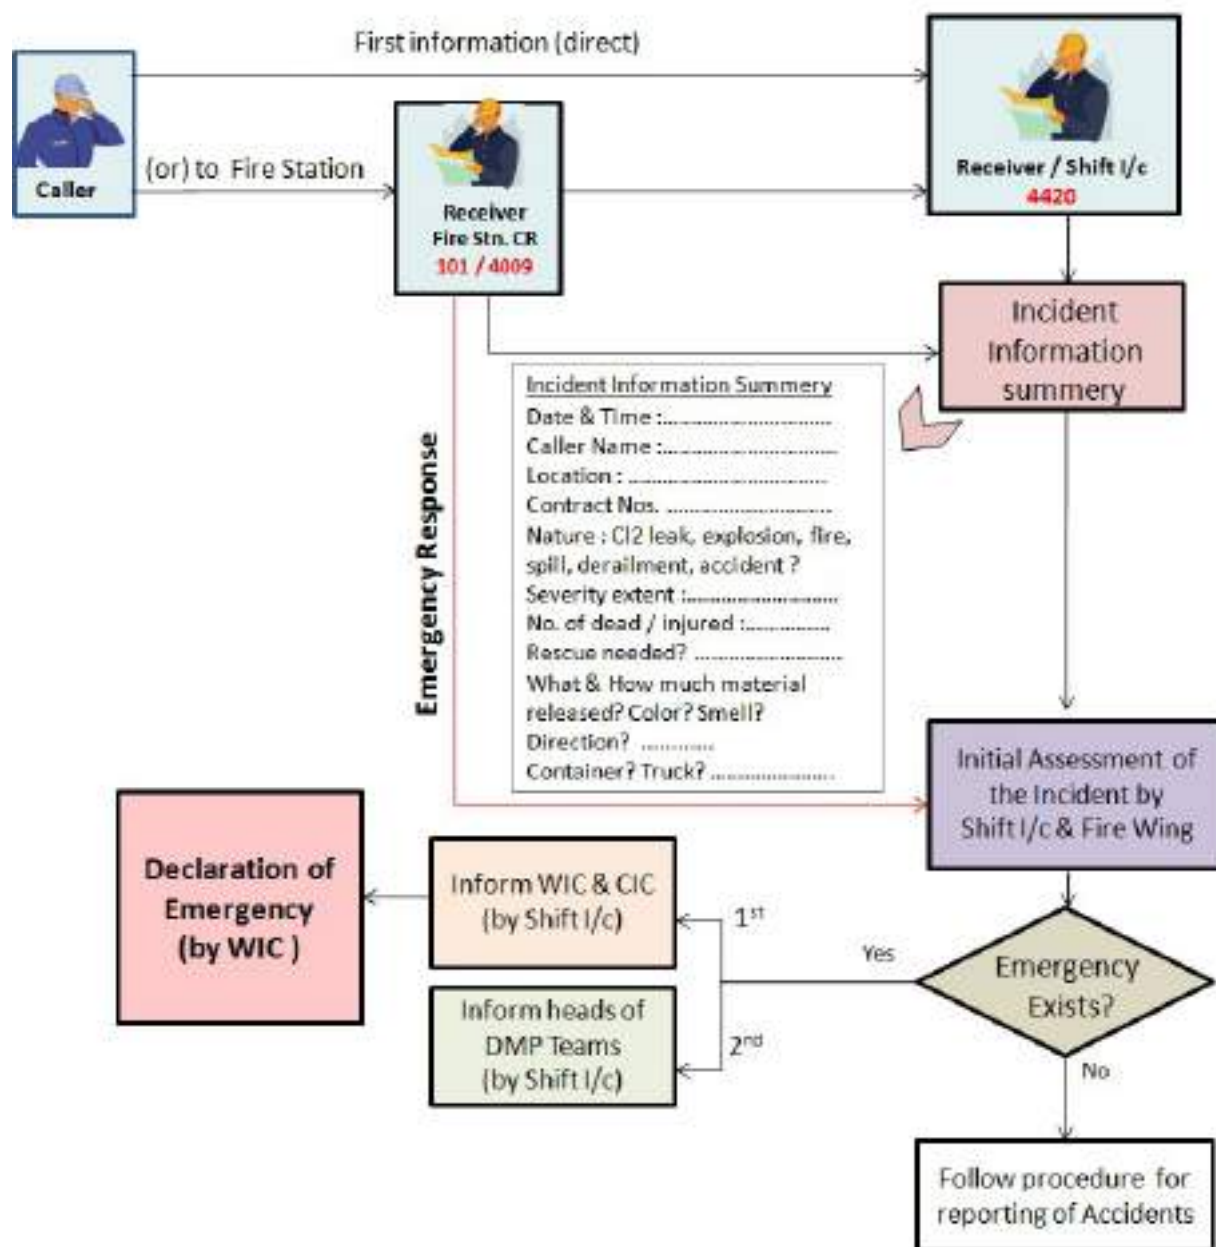 First information (direct)
Caller
(or) to Fire Station
Receiver
Fire Stn. CR
101 / 4009
Receiver / Shift I/c
4420
Incident
Information
summery
Emergency Response
Incident Information Summery
Date & Time :................................
Caller Name :................................
Location : .....................................
Contract Nos. ...............................
Nature : Cl2 leak, explosion, fire,
spill, derailment, accident ?
Severity extent :............................
No. of dead / injured :................
Rescue needed? ...........................
What & How much material
released? Color? Smell?
Direction? .............
Container? Truck? .......................
Initial Assessment of
the Incident by
Shift I/c & Fire Wing
Declaration of
Emergency
(by WIC )
Inform WIC & CIC
(by Shift I/c)
1st
Yes
Emergency
Exists?
Inform heads of
DMP Teams
(by Shift I/c)
2nd
No
Follow procedure for
reporting of Accidents